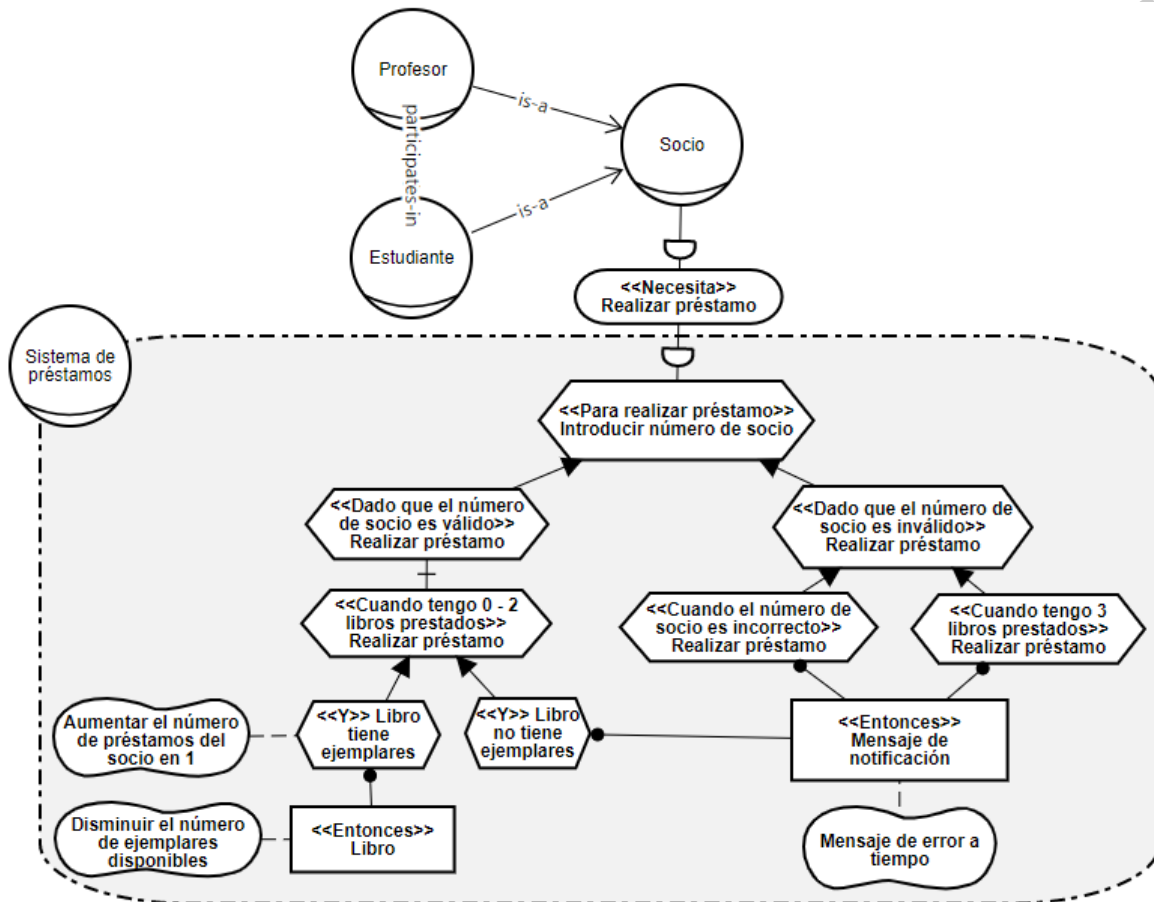 Profesor
is-a
participates-in
Socio
is-a
Estudiante
<<Necesita>>
Realizar préstamo
Sistema de
préstamos
<<Para realizar préstamo>>
Introducir número de socio
<<Dado que el número
de socio es válido>>
Realizar préstamo
<<Dado que el número de
socio es inválido>>
Realizar préstamo
<<Cuando tengo 0 - 2
libros prestados>>
Realizar préstamo
<<Cuando el número de
socio es incorrecto>>
Realizar préstamo
<<Cuando tengo 3
libros prestados>>
Realizar préstamo
Aumentar el número
de préstamos del
socio en 1
<<Y>> Libro
tiene
ejemplares
<<Y>> Libro
no tiene
ejemplares
<<Entonces>>
Mensaje de
notificación
Disminuir el número
de ejemplares
disponibles
<<Entonces>>
Libro
Mensaje de error a
tiempo